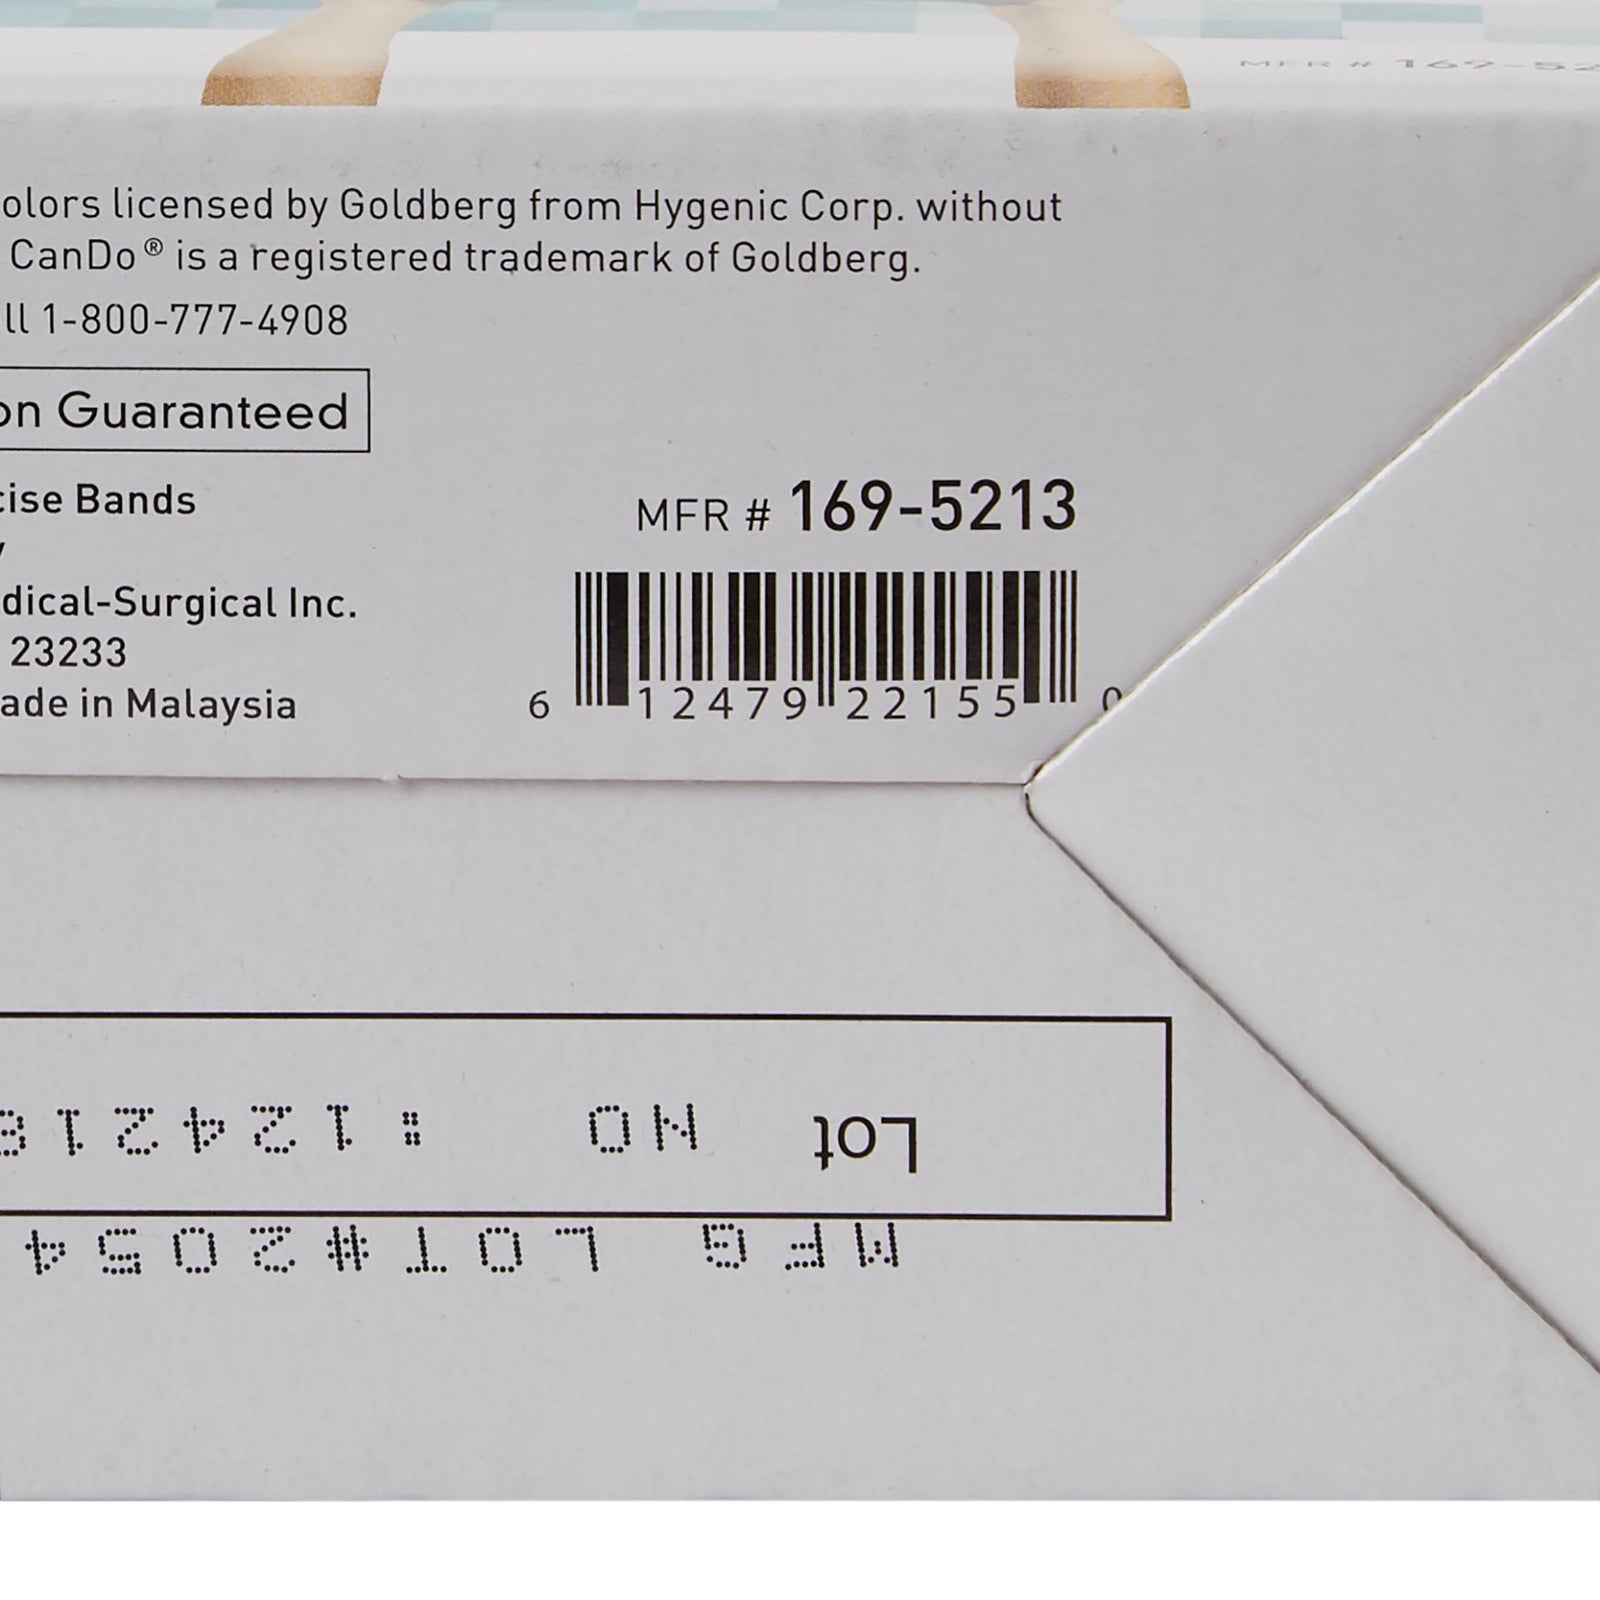 MFR # 169-52
olors licensed by Goldberg from Hygenic Corp. without
CanDo® is a registered trademark of Goldberg.
ll 1-800-777-4908
on Guaranteed
cise Bands
MFR # 169-5213
dical-Surgical Inc.
23233
ade in Malaysia
6 12479 22155 0
Lot NO :124213
MFG LOT#2054